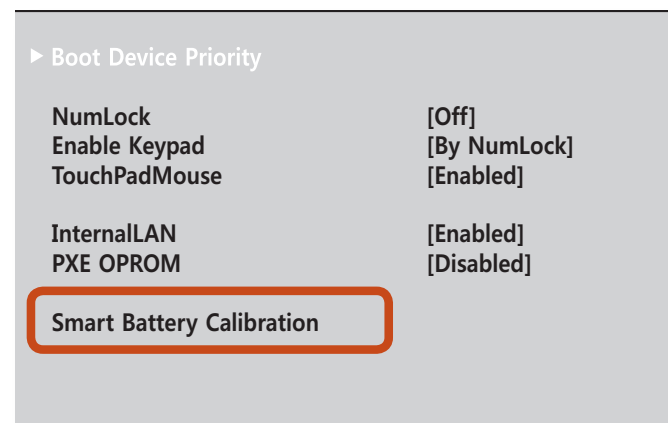 ▶ Boot Device Priority
NumLock [Off]
Enable Keypad [By NumLock]
TouchPadMouse [Enabled]
InternalLAN [Enabled]
PXE OPROM [Disabled]
Smart Battery Calibration